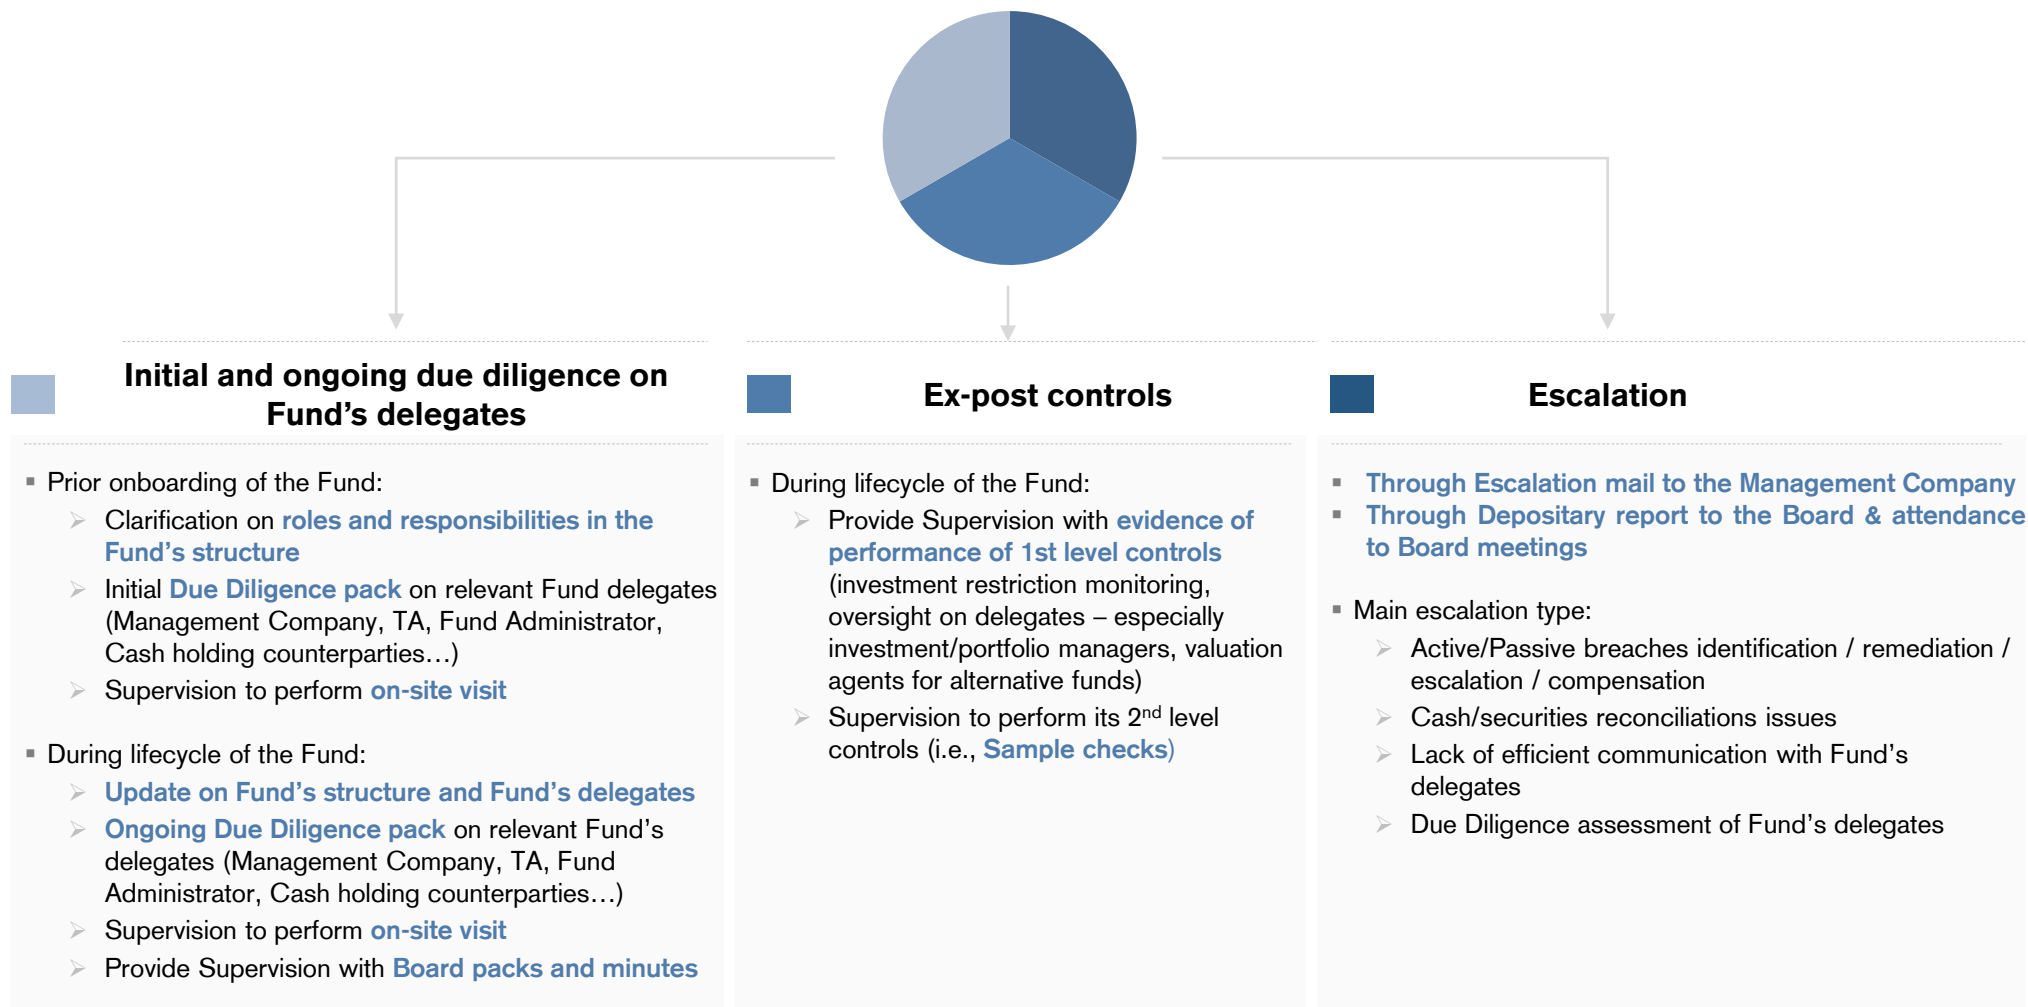 Initial and ongoing due diligence on
Fund's delegates
▪ Prior onboarding of the Fund:
➢ Clarification on roles and responsibilities in the
Fund's structure
➢ Initial Due Diligence pack on relevant Fund delegates
(Management Company, TA, Fund Administrator,
Cash holding counterparties…)
➢ Supervision to perform on-site visit
▪ During lifecycle of the Fund:
➢ Update on Fund's structure and Fund's delegates
➢ Ongoing Due Diligence pack on relevant Fund's
delegates (Management Company, TA, Fund
Administrator, Cash holding counterparties…)
➢ Supervision to perform on-site visit
➢ Provide Supervision with Board packs and minutes
Ex-post controls
▪ During lifecycle of the Fund:
➢ Provide Supervision with evidence of
performance of 1st level controls
(investment restriction monitoring,
oversight on delegates – especially
investment/portfolio managers, valuation
agents for alternative funds)
➢ Supervision to perform its 2nd level
controls (i.e., Sample checks)
Escalation
▪ Through Escalation mail to the Management Company
▪ Through Depositary report to the Board & attendance
to Board meetings
▪ Main escalation type:
➢ Active/Passive breaches identification / remediation /
escalation / compensation
➢ Cash/securities reconciliations issues
➢ Lack of efficient communication with Fund's
delegates
➢ Due Diligence assessment of Fund's delegates